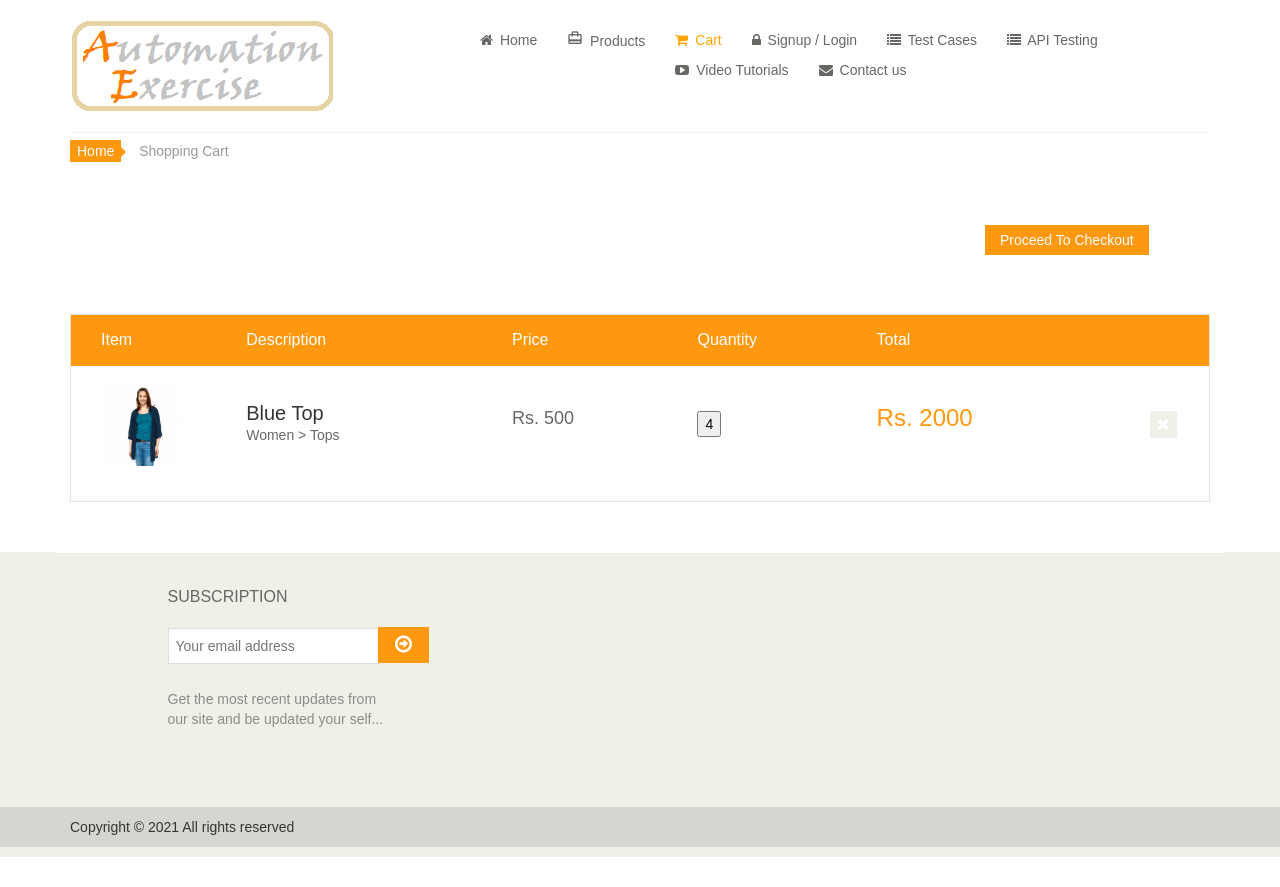 Automation
Exercise
Home Products Cart Signup / Login Test Cases API Testing
Video Tutorials Contact us
Home Shopping Cart
Proceed To Checkout
Item Description Price Quantity Total
Blue Top
Women > Tops
Rs. 500
4
Rs. 2000
SUBSCRIPTION
Your email address
Get the most recent updates from
our site and be updated your self...
Copyright © 2021 All rights reserved